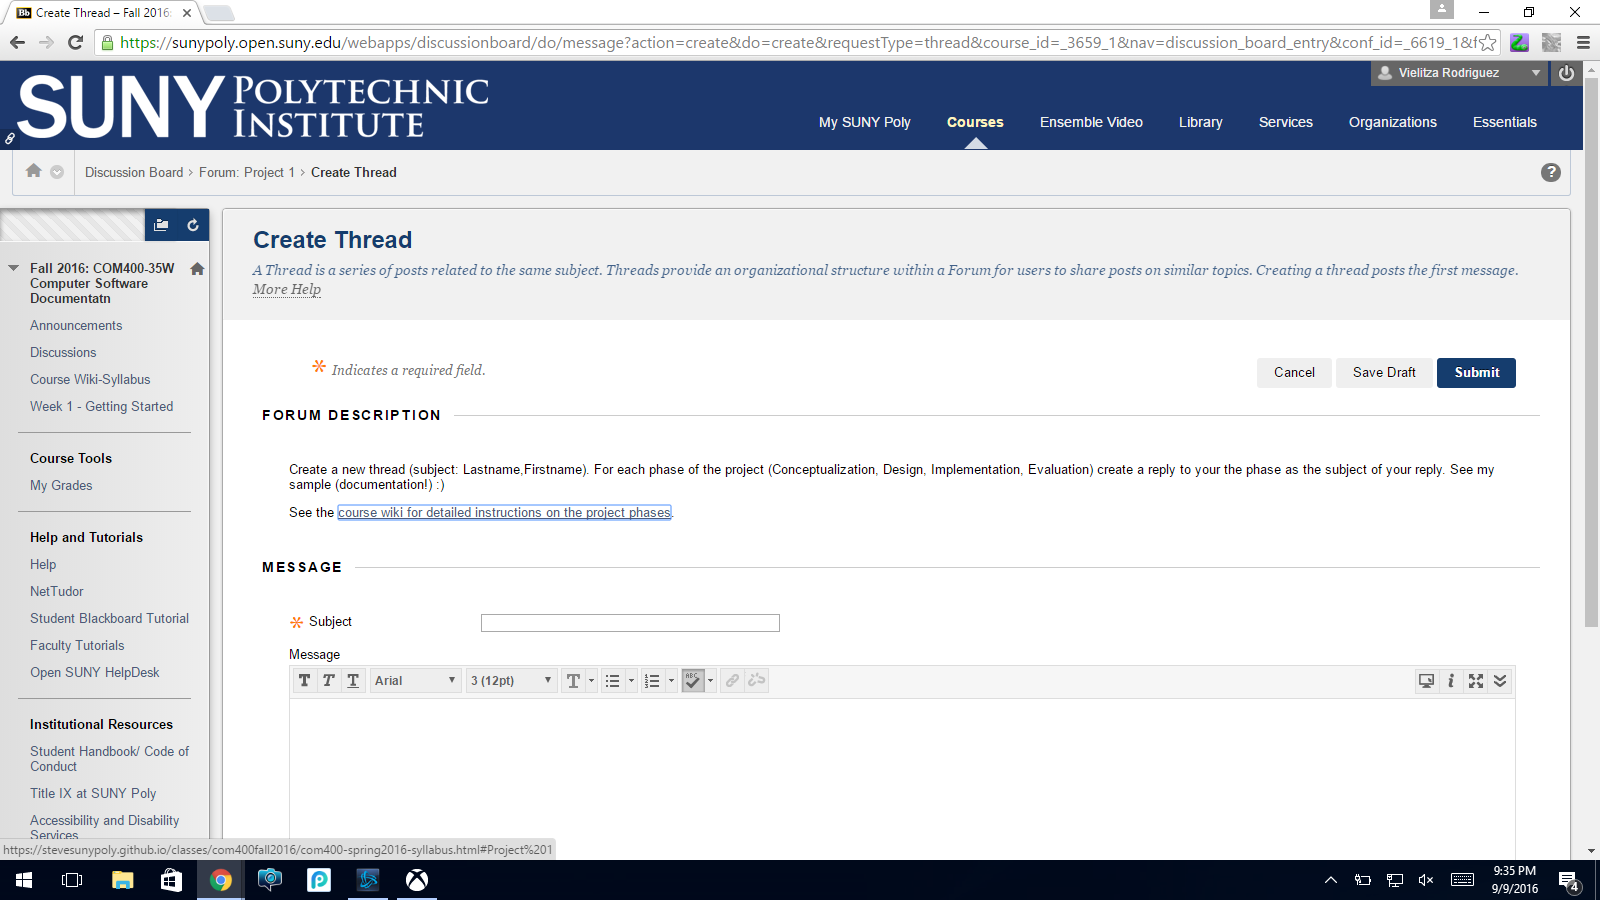 Bb Create Thread – Fall 2016:
https://sunypoly.open.suny.edu/webapps/discussionboard/do/message?action=create&do=create&requestType=thread&course_id=_3659_1&nav=discussion_board_entry&conf_id=_6619_1&f
Vielitza Rodriguez
SUNY POLYTECHNIC INSTITUTE
My SUNY Poly Courses Ensemble Video Library Services Organizations Essentials
Discussion Board > Forum: Project 1 > Create Thread ?
Create Thread
A Thread is a series of posts related to the same subject. Threads provide an organizational structure within a Forum for users to share posts on similar topics. Creating a thread posts the first message.
More Help
Fall 2016: COM400-35W
Computer Software
Documentatn
Announcements
Discussions
Course Wiki-Syllabus
Week 1 - Getting Started
Course Tools
My Grades
Help and Tutorials
Help
NetTudor
Student Blackboard Tutorial
Faculty Tutorials
Open SUNY HelpDesk
Institutional Resources
Student Handbook/ Code of
Conduct
Title IX at SUNY Poly
Accessibility and Disability
Services
Indicates a required field.
Cancel Save Draft Submit
FORUM DESCRIPTION
Create a new thread (subject: Lastname,Firstname). For each phase of the project (Conceptualization, Design, Implementation, Evaluation) create a reply to your the phase as the subject of your reply. See my
sample (documentation!) :)
See the course wiki for detailed instructions on the project phases.
MESSAGE
Subject
Message
T T T Arial 3 (12pt) T ABC i
https://stevesunypoly.github.io/classes/com400fall2016/com400-spring2016-syllabus.html#Project%201
9:35 PM
9/9/2016
4